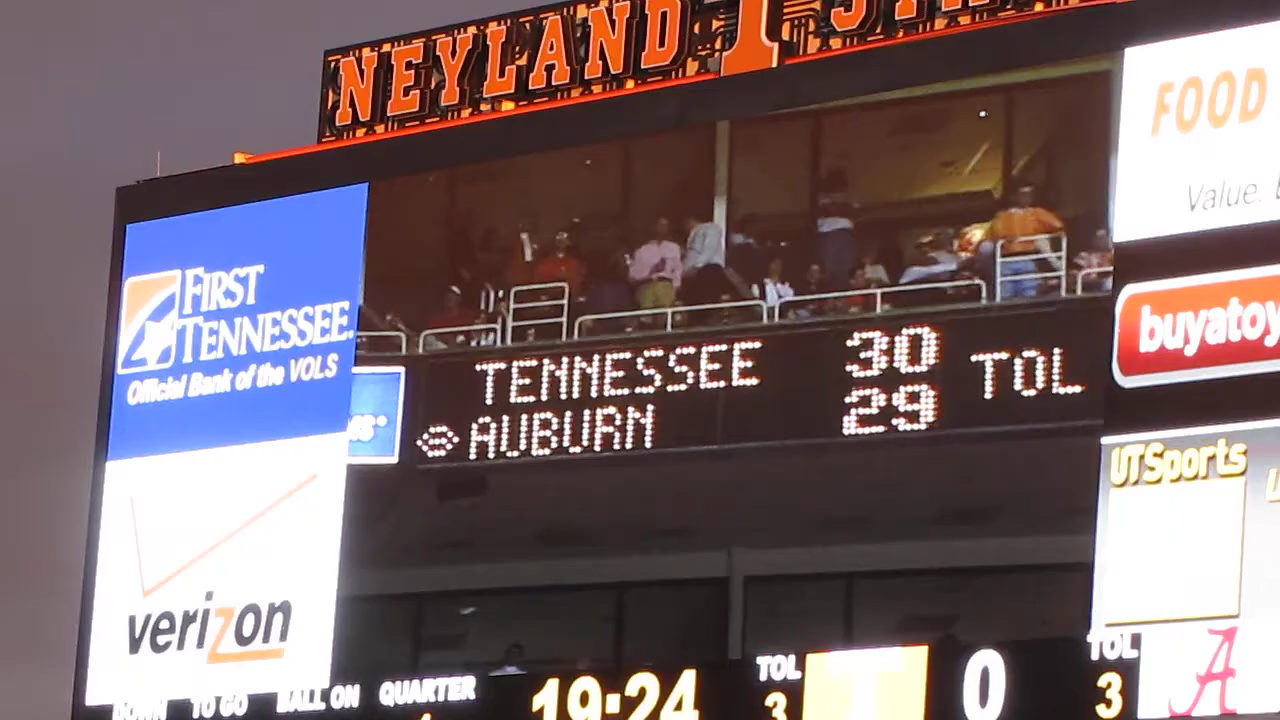 NEYLAND T
FOOD
Value.
FIRST
TENNESSEE.
Official Bank of the VOLS
TENNESSEE 30 TOL
AUBURN 29
buyatoy
UTSports
verizon
DOWN TO GO BALL ON QUARTER
19:24
TOL
3
T
0
TOL
3
A